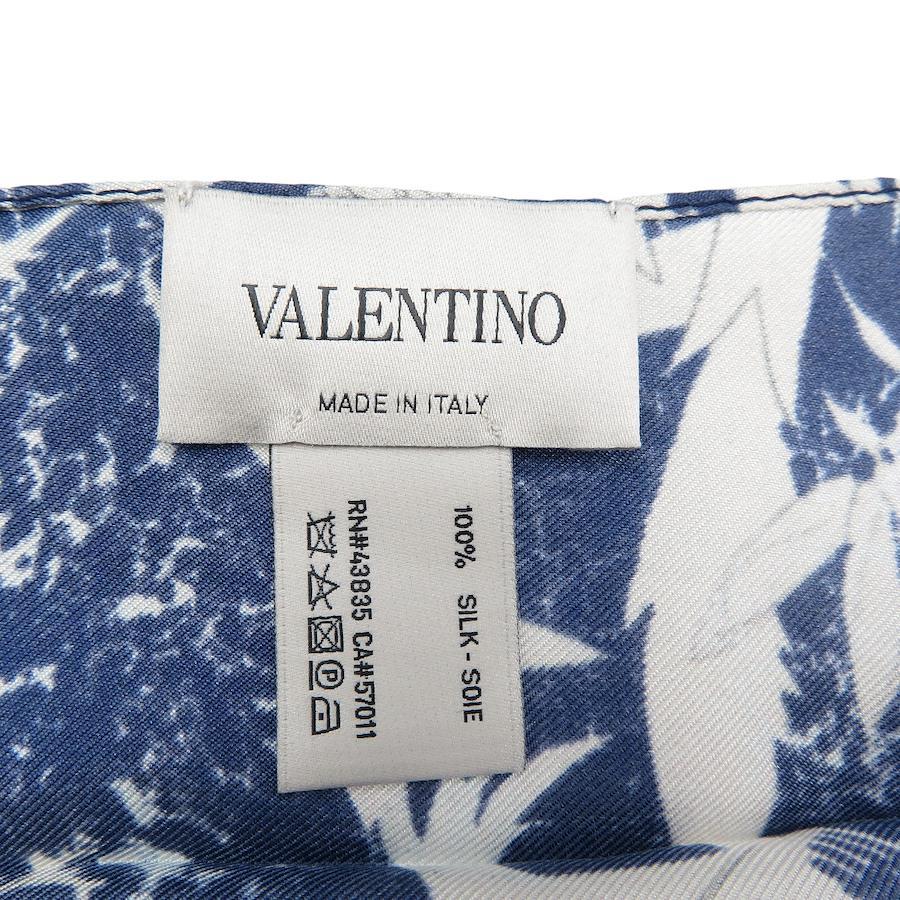 VALENTINO
MADE IN ITALY
100% SILK - SOIE
RN#43835 CA#57011